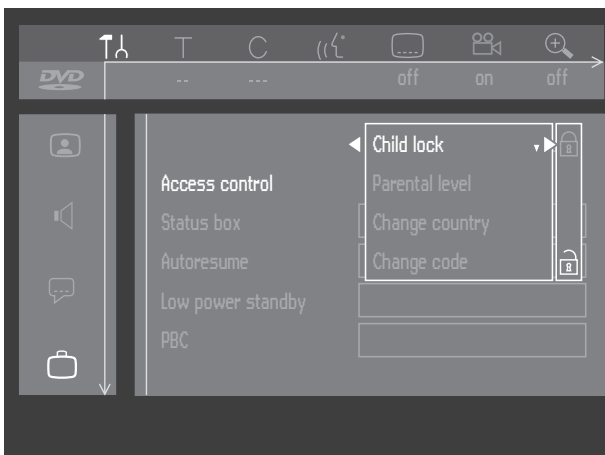 T C
DVD -- --- off on off
Child lock
Access control Parental level
Status box Change country
Autoresume Change code
Low power standby
PBC